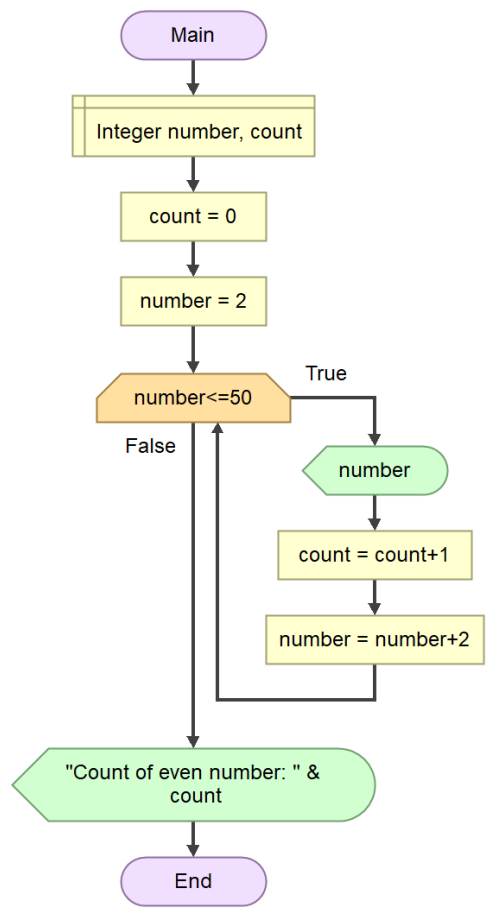 Main
Integer number, count
count = 0
number = 2
number<=50
True
False
number
count = count+1
number = number+2
"Count of even number: " &
count
End